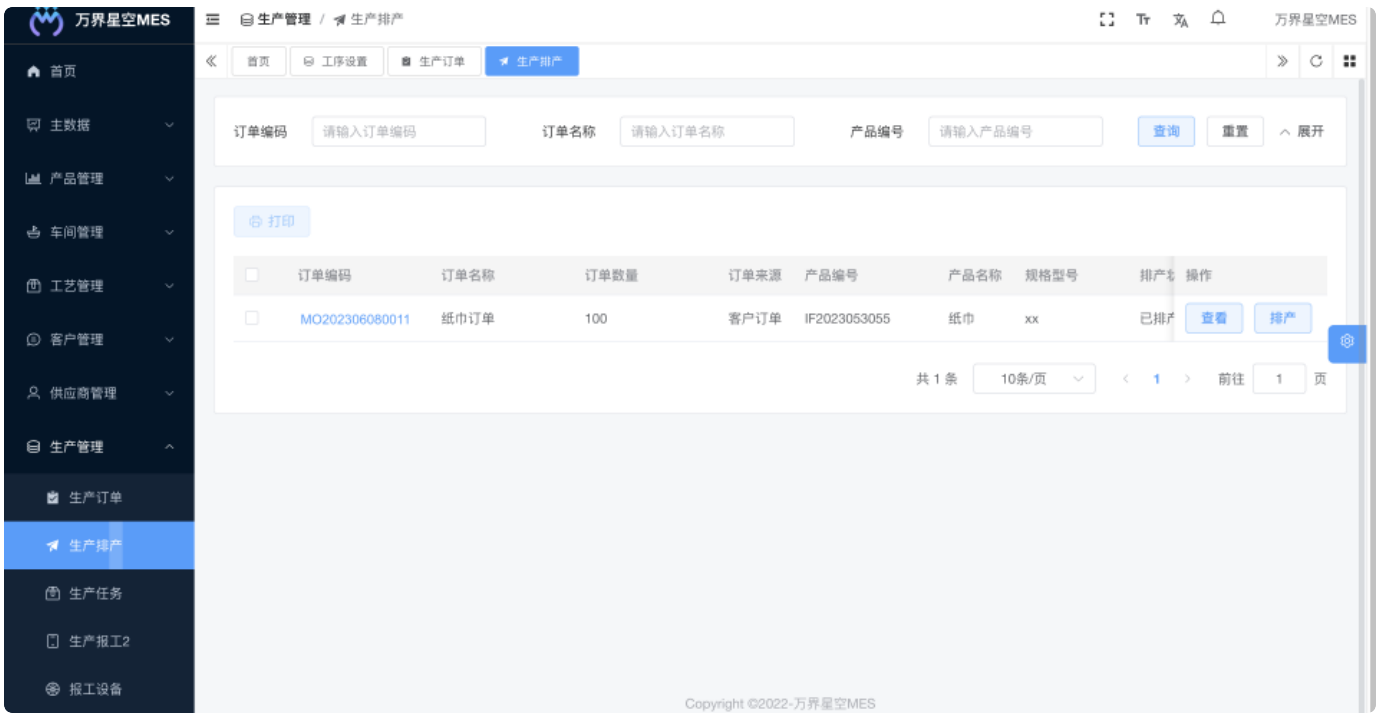 万界星空MES
生产管理 / 生产排产
万界星空MES
首页 工序设置 生产订单 生产排产
首页
主数据
产品管理
车间管理
工艺管理
客户管理
供应商管理
生产管理
生产订单
生产排产
生产任务
生产报工2
报工设备
订单编码 请输入订单编码 订单名称 请输入订单名称 产品编号 请输入产品编号 查询 重置 展开
打印
订单编码 订单名称 订单数量 订单来源 产品编号 产品名称 规格型号 排产 操作
MO202306080011 纸巾订单 100 客户订单 IF2023053055 纸巾 xx 已排产 查看 排产
共 1 条 10条/页 1 前往 1 页
Copyright ©2022-万界星空MES